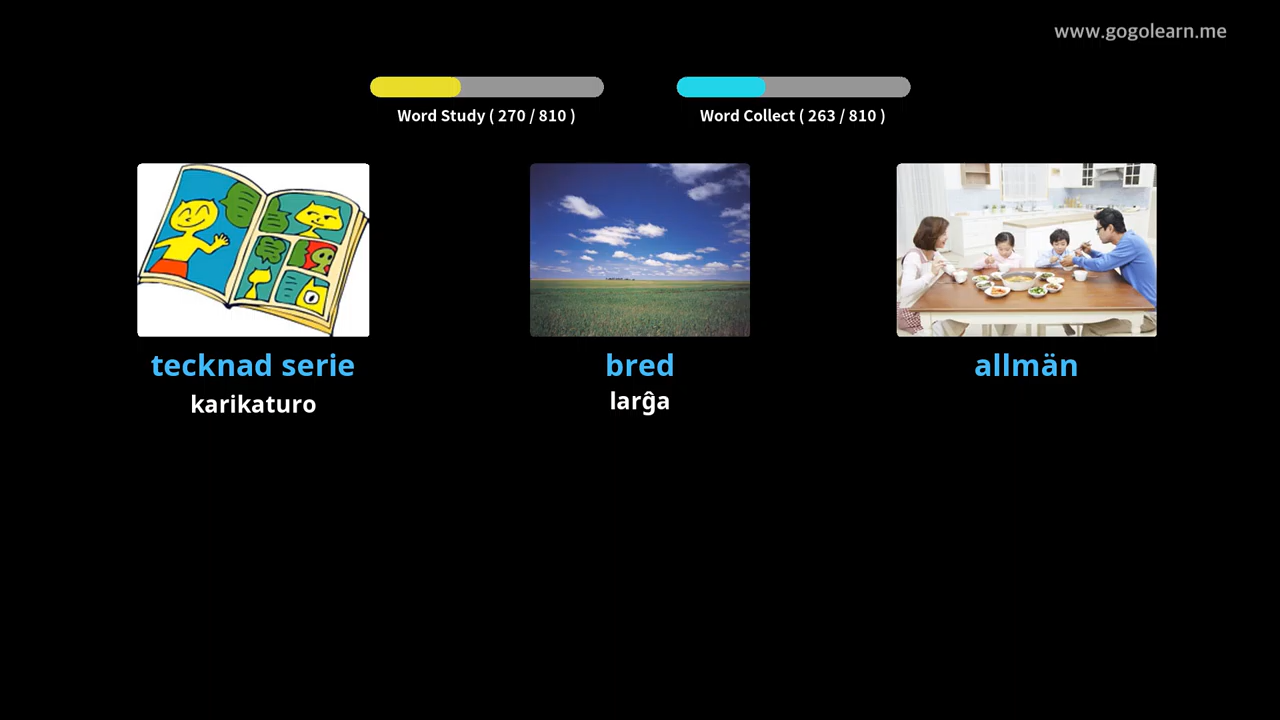 www.gogolearn.me
Word Study ( 270 / 810 )
Word Collect ( 263 / 810 )
tecknad serie
karikaturo
bred
larĝa
allmän